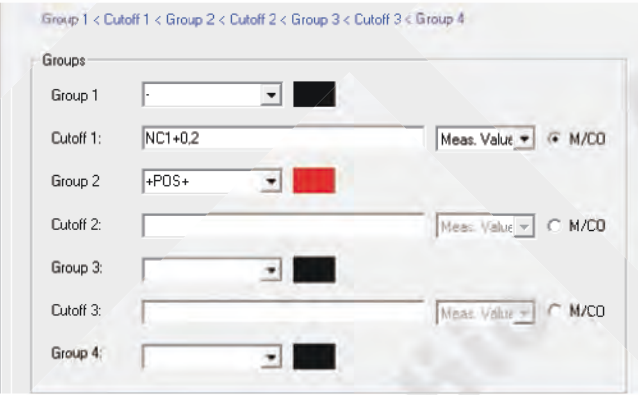 Group 1 < Cutoff 1 < Group 2 < Cutoff 2 < Group 3 < Cutoff 3 < Group 4
Groups
Group 1 -
Cutoff 1: NC1+0,2 Meas. Value M/CO
Group 2 +POS+
Cutoff 2: Meas. Value M/CO
Group 3:
Cutoff 3: Meas. Value M/CO
Group 4: